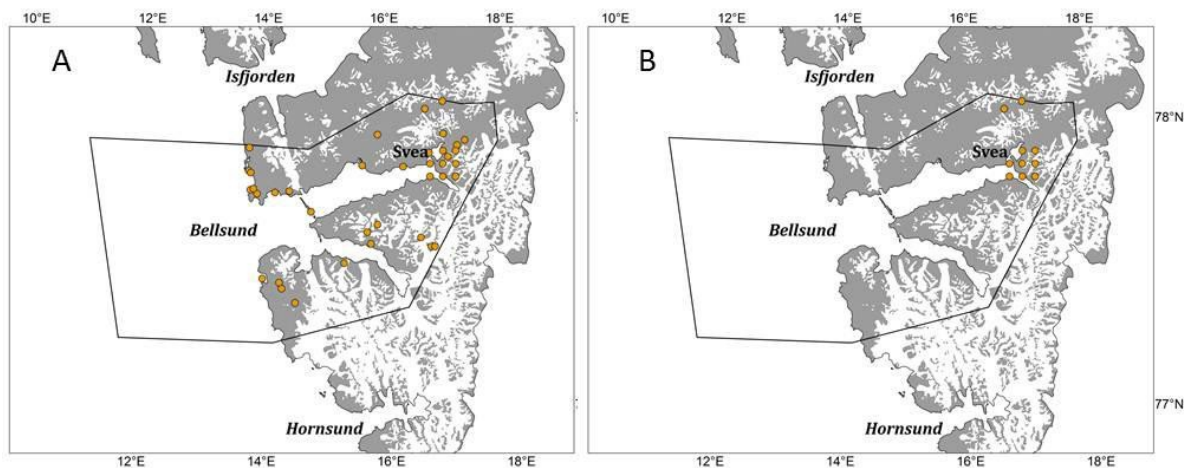 10°E 12°E 14°E 16°E 18°E 10°E 12°E 14°E 16°E 18°E
A B
Isfjorden Isfjorden
78°N
Svea Svea
Bellsund Bellsund
77°N
Hornsund Hornsund
12°E 14°E 16°E 18°E 12°E 14°E 16°E 18°E